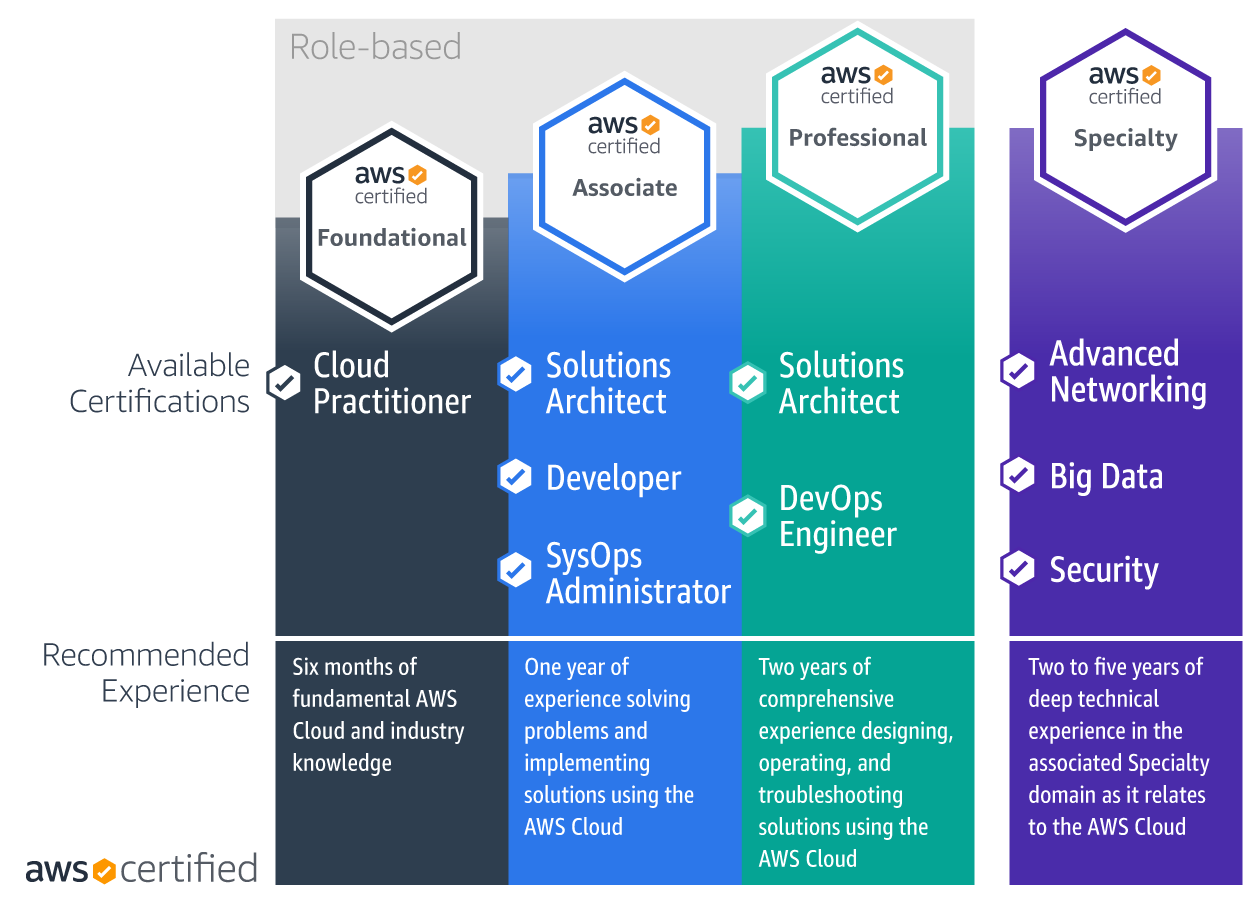 Role-based
aws
certified
Foundational
aws
certified
Associate
aws
certified
Professional
aws
certified
Specialty
Available
Certifications
Cloud
Practitioner
Solutions
Architect
Developer
SysOps
Administrator
Solutions
Architect
DevOps
Engineer
Advanced
Networking
Big Data
Security
Recommended
Experience
Six months of
fundamental AWS
Cloud and industry
knowledge
One year of
experience solving
problems and
implementing
solutions using the
AWS Cloud
Two years of
comprehensive
experience designing,
operating, and
troubleshooting
solutions using the
AWS Cloud
Two to five years of
deep technical
experience in the
associated Specialty
domain as it relates
to the AWS Cloud
aws certified